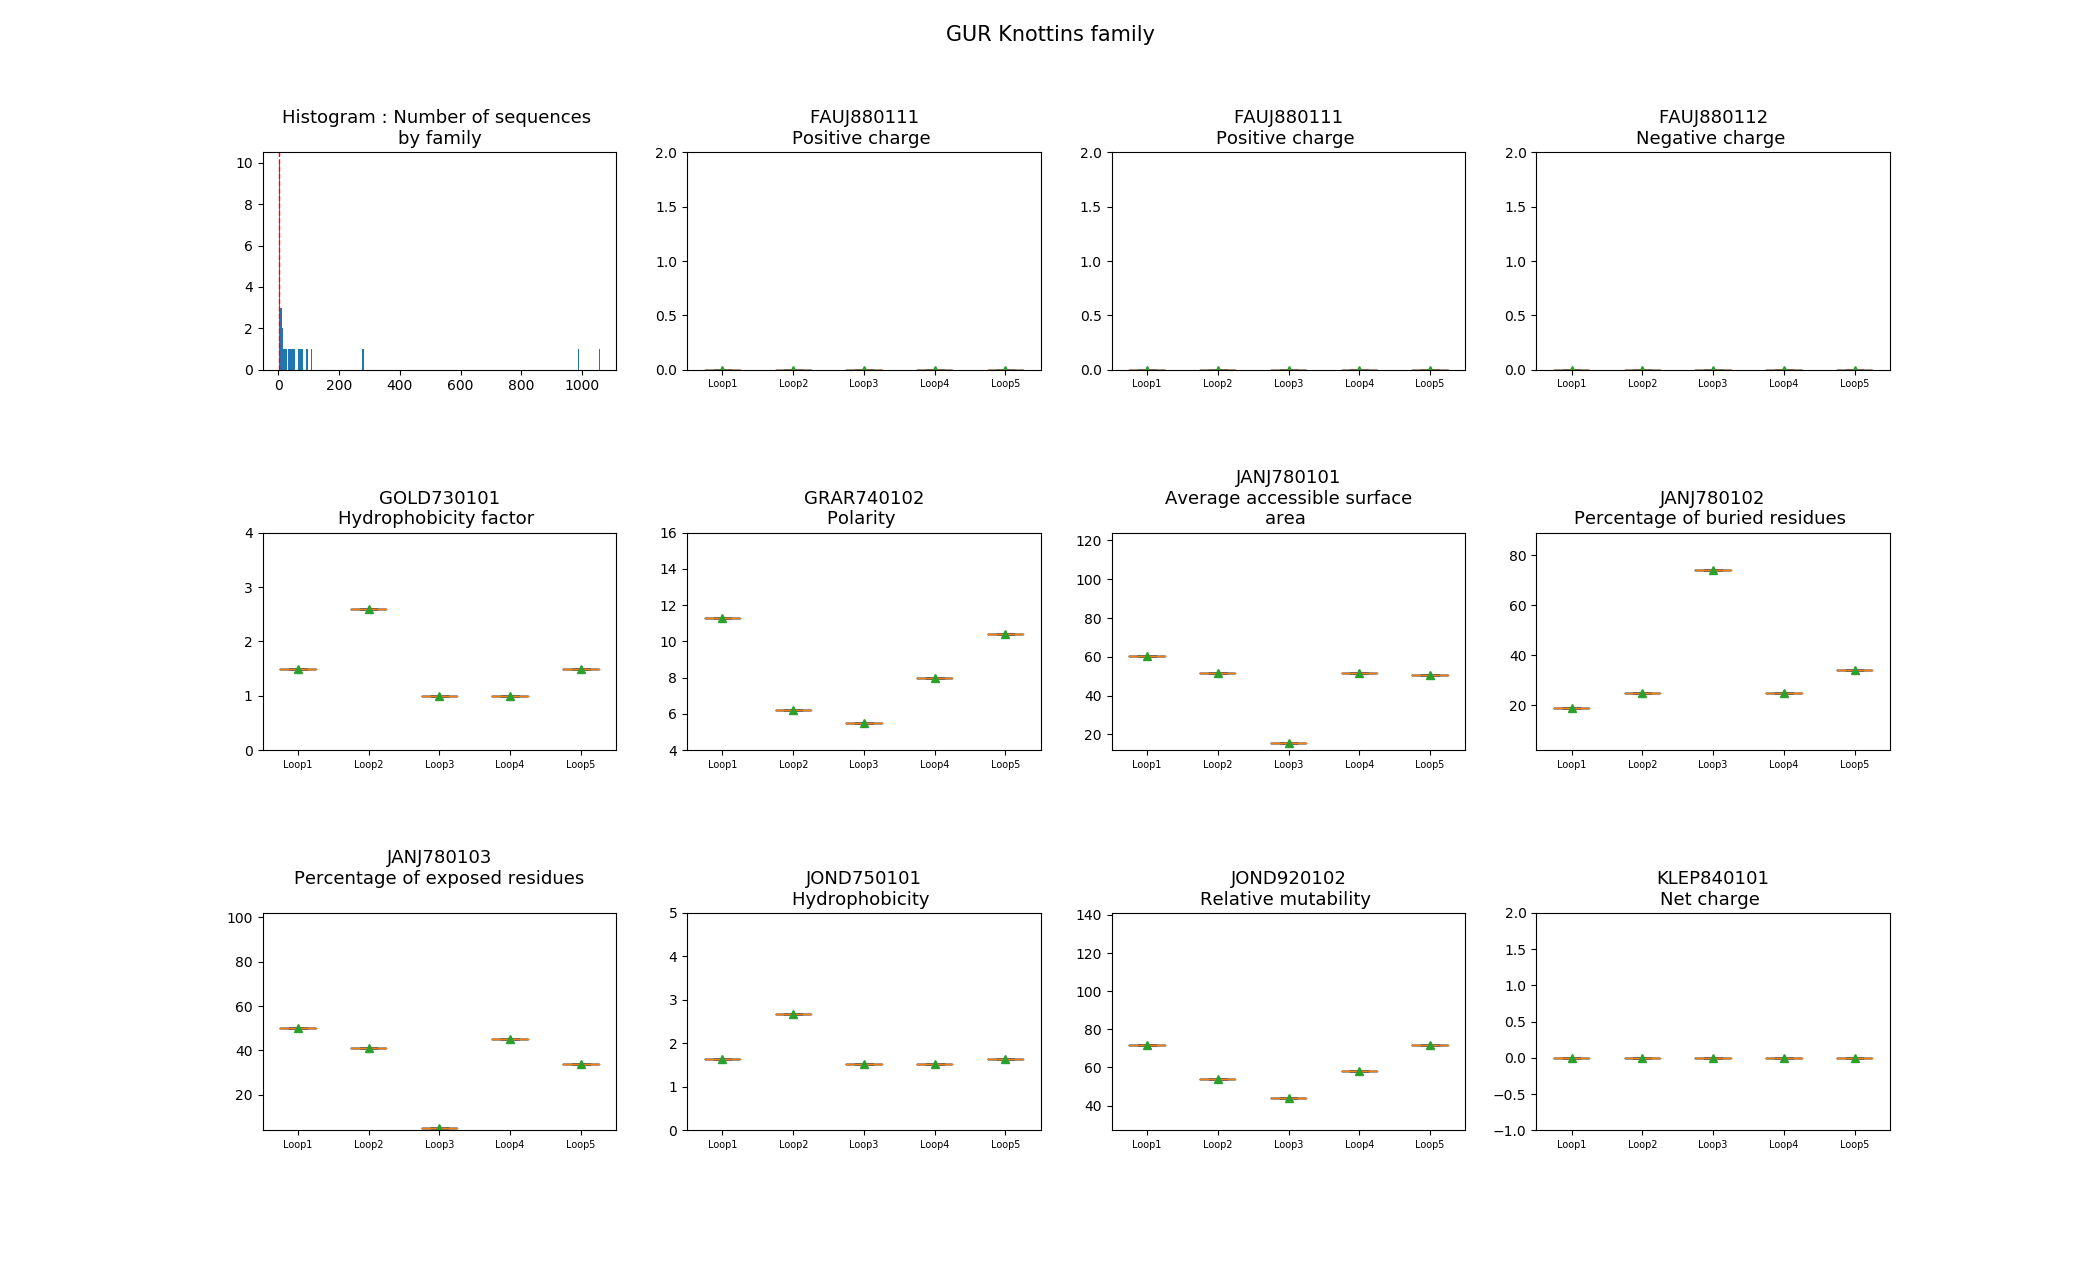 GUR Knottins family
Histogram : Number of sequences
by family
10
8
6
4
2
0
0 200 400 600 800 1000
FAUJ880111
Positive charge
2.0
1.5
1.0
0.5
0.0
Loop1 Loop2 Loop3 Loop4 Loop5
FAUJ880111
Positive charge
2.0
1.5
1.0
0.5
0.0
Loop1 Loop2 Loop3 Loop4 Loop5
FAUJ880112
Negative charge
2.0
1.5
1.0
0.5
0.0
Loop1 Loop2 Loop3 Loop4 Loop5
GOLD730101
Hydrophobicity factor
4
3
2
1
0
Loop1 Loop2 Loop3 Loop4 Loop5
GRAR740102
Polarity
16
14
12
10
8
6
4
Loop1 Loop2 Loop3 Loop4 Loop5
JANJ780101
Average accessible surface
area
120
100
80
60
40
20
Loop1 Loop2 Loop3 Loop4 Loop5
JANJ780102
Percentage of buried residues
80
60
40
20
Loop1 Loop2 Loop3 Loop4 Loop5
JANJ780103
Percentage of exposed residues
100
80
60
40
20
Loop1 Loop2 Loop3 Loop4 Loop5
JOND750101
Hydrophobicity
5
4
3
2
1
0
Loop1 Loop2 Loop3 Loop4 Loop5
JOND920102
Relative mutability
140
120
100
80
60
40
Loop1 Loop2 Loop3 Loop4 Loop5
KLEP840101
Net charge
2.0
1.5
1.0
0.5
0.0
−0.5
−1.0
Loop1 Loop2 Loop3 Loop4 Loop5